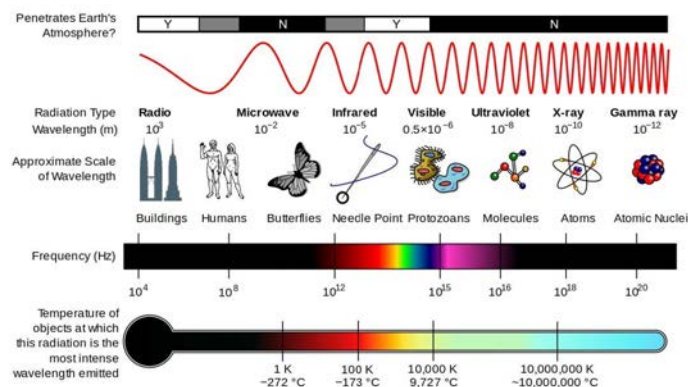 Penetrates Earth's
Atmosphere?
Y N Y N
Radiation Type
Wavelength (m)
Radio Microwave Infrared Visible Ultraviolet X-ray Gamma ray
10³ 10⁻² 10⁻⁵ 0.5×10⁻⁶ 10⁻⁸ 10⁻¹⁰ 10⁻¹²
Approximate Scale
of Wavelength
Buildings Humans Butterflies Needle Point Protozoans Molecules Atoms Atomic Nuclei
Frequency (Hz)
10⁴ 10⁸ 10¹² 10¹⁵ 10¹⁶ 10¹⁸ 10²⁰
Temperature of
objects at which
this radiation is the
most intense
wavelength emitted
1 K 100 K 10,000 K 10,000,000 K
−272 °C −173 °C 9,727 °C ~10,000,000 °C